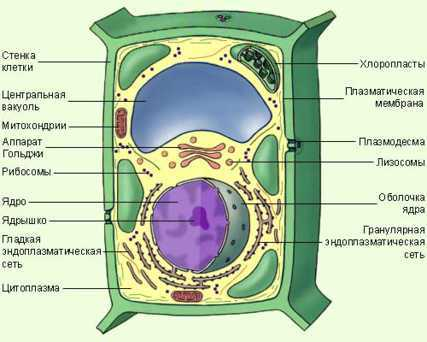 Стенка
клетки
Центральная
вакуоль
Митохондрии
Аппарат
Гольджи
Рибосомы
Ядро
Ядрышко
Гладкая
эндоплазматическая
сеть
Цитоплазма
Хлоропласты
Плазматическая
мембрана
Плазмодесма
Лизосомы
Оболочка
ядра
Гранулярная
эндоплазматическая
сеть